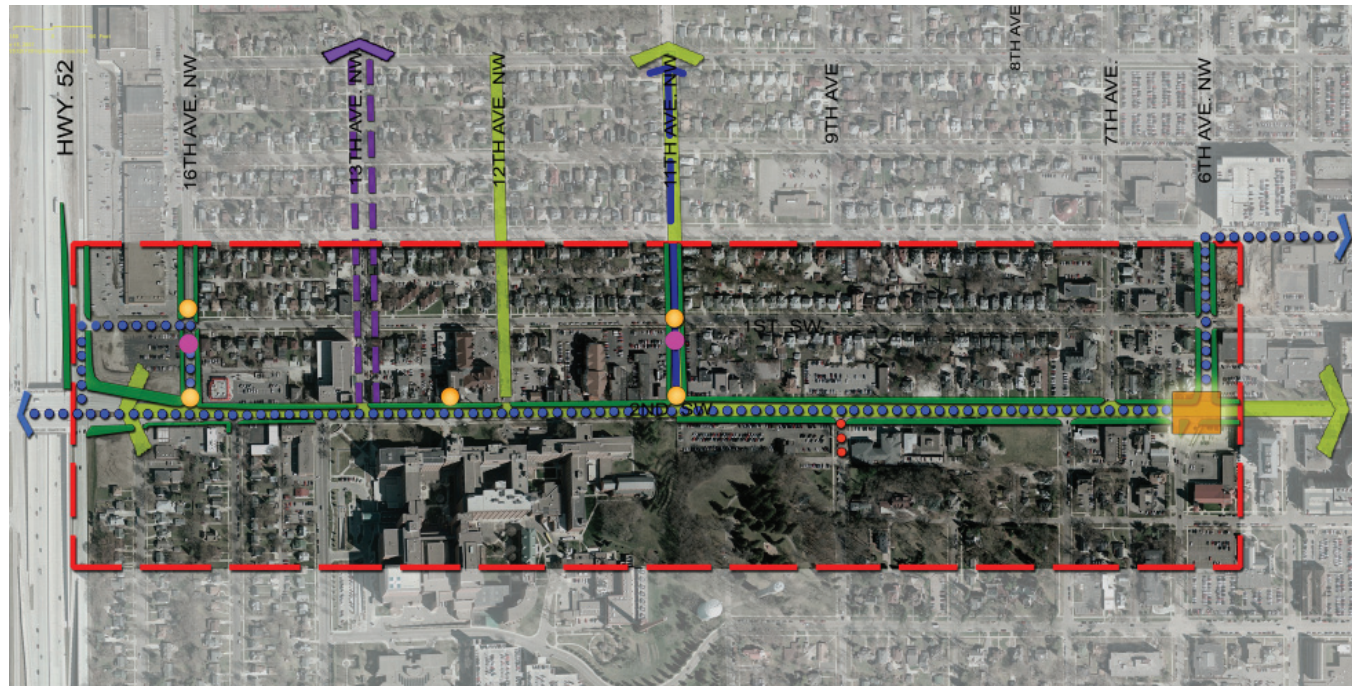 HWY. 52
16TH AVE. NW
13TH AVE. NW
12TH AVE. NW
11TH AVE. NW
9TH AVE
8TH AVE
7TH AVE.
6TH AVE. NW
1ST SW
2ND SW